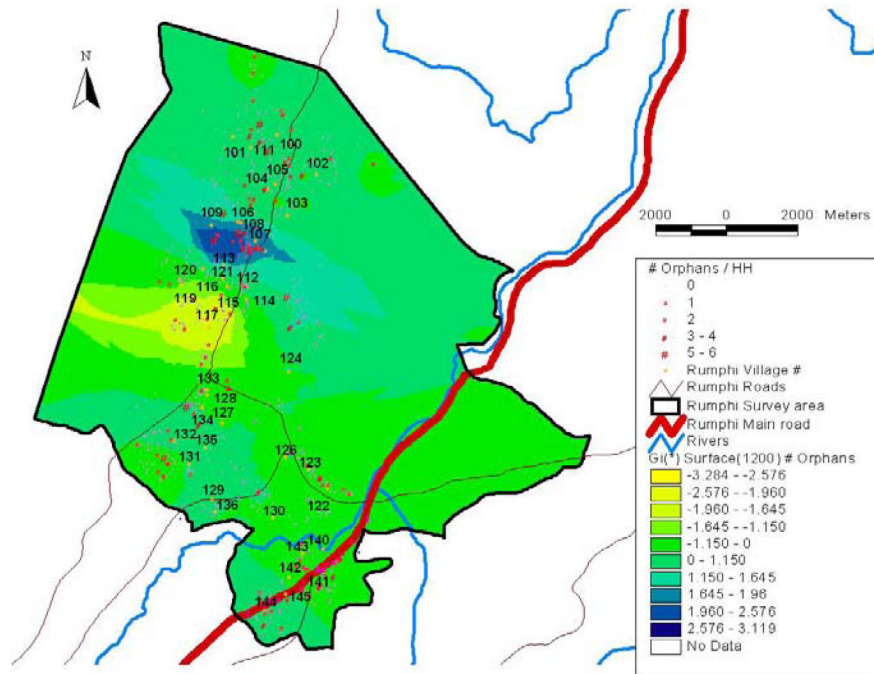 N
100
101
111
102
104
105
103
109
106
108
107
113
120
121
112
116
119
115
114
117
124
133
128
127
134
132
135
131
126
123
129
136
130
122
140
143
142
141
144
145
2000 0 2000 Meters
# Orphans / HH
0
1
2
3 - 4
5 - 6
Rumphi Village #
Rumphi Roads
Rumphi Survey area
Rumphi Main road
Rivers
Gi(*) Surface(1200) # Orphans
-3.284 - -2.576
-2.576 - -1.960
-1.960 - -1.645
-1.645 - -1.150
-1.150 - 0
0 - 1.150
1.150 - 1.645
1.645 - 1.96
1.960 - 2.576
2.576 - 3.119
No Data